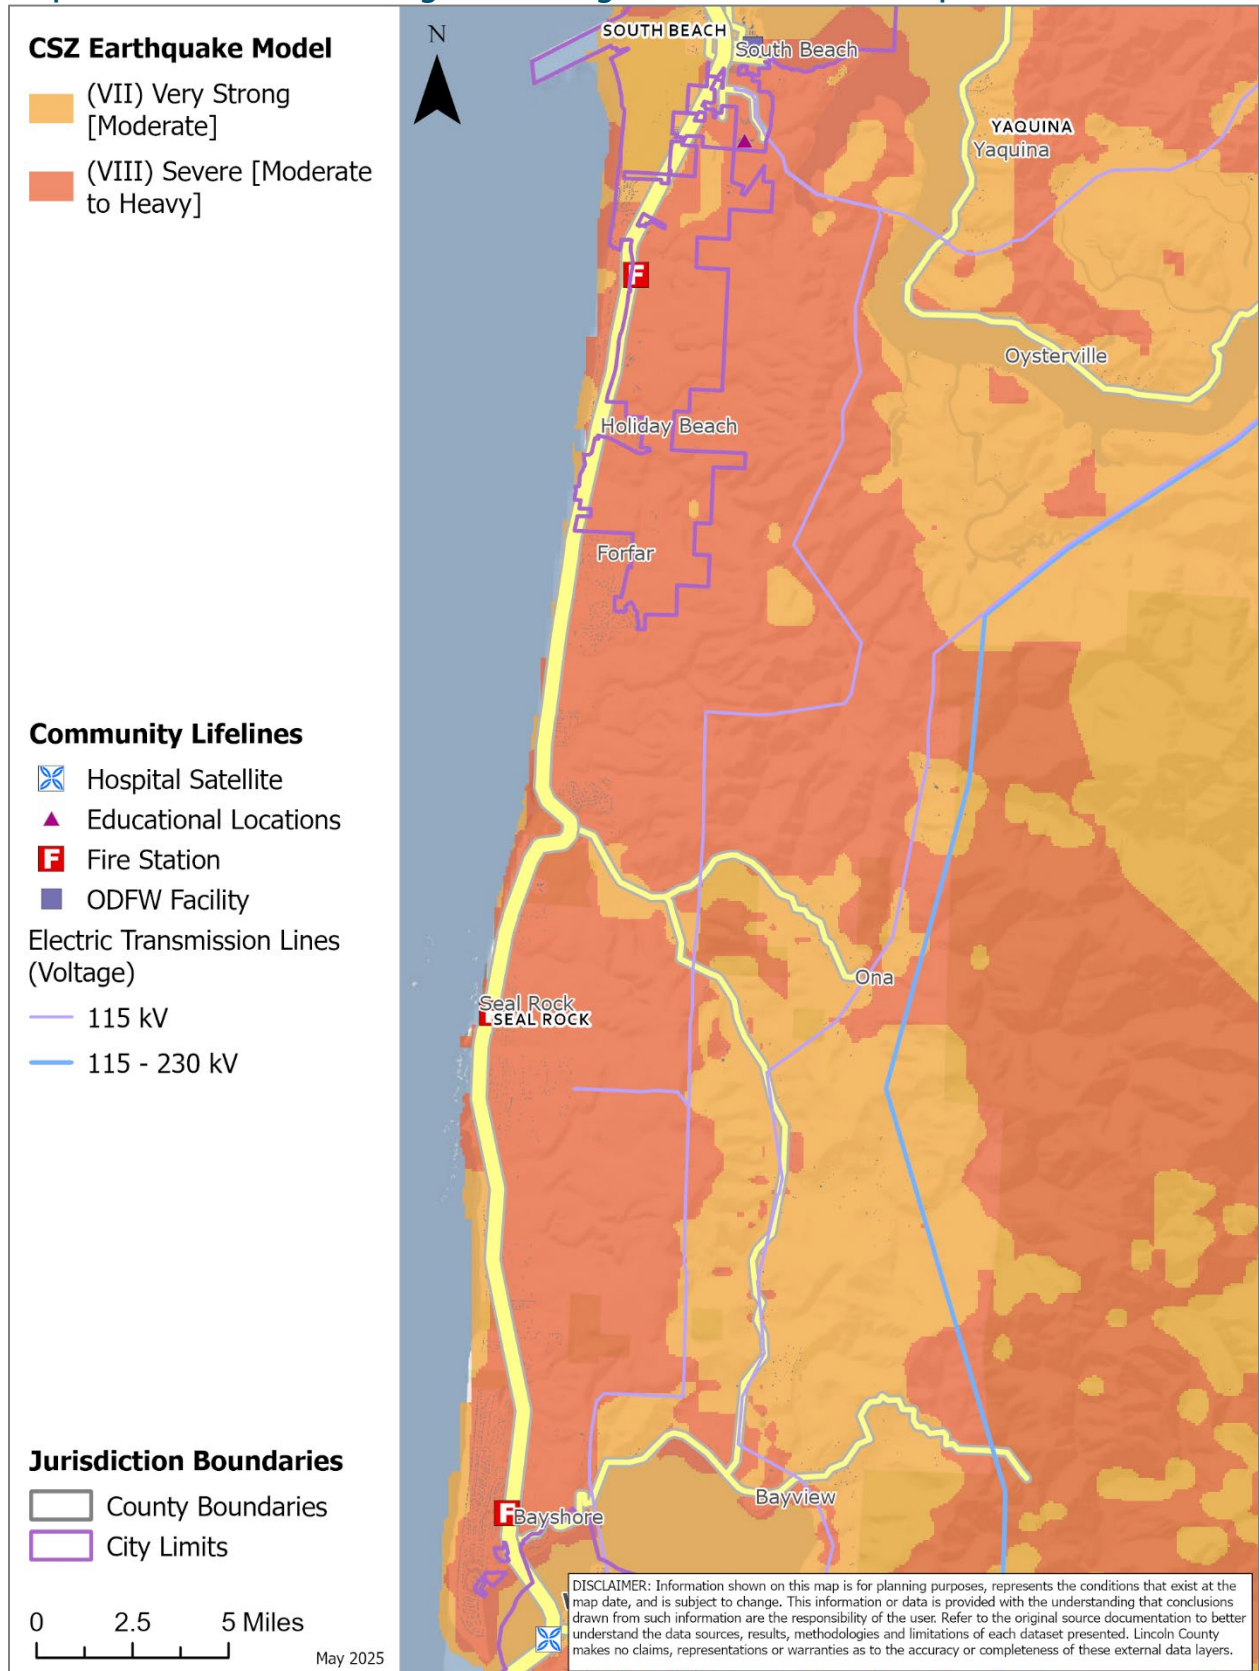 CSZ Earthquake Model
(VII) Very Strong
[Moderate]
(VIII) Severe [Moderate
to Heavy]
Community Lifelines
Hospital Satellite
Educational Locations
F
Fire Station
ODFW Facility
Electric Transmission Lines
(Voltage)
115 kV
115 - 230 kV
Jurisdiction Boundaries
County Boundaries
City Limits
0 2.5 5 Miles
May 2025
N
SOUTH BEACH
South Beach
YAQUINA
Yaquina
F
Oysterville
Holiday Beach
Forfar
Ona
Seal Rock
SEAL ROCK
Bayview
F
Bayshore
DISCLAIMER: Information shown on this map is for planning purposes, represents the conditions that exist at the
map date, and is subject to change. This information or data is provided with the understanding that conclusions
drawn from such information are the responsibility of the user. Refer to the original source documentation to better
understand the data sources, results, methodologies and limitations of each dataset presented. Lincoln County
makes no claims, representations or warranties as to the accuracy or completeness of these external data layers.